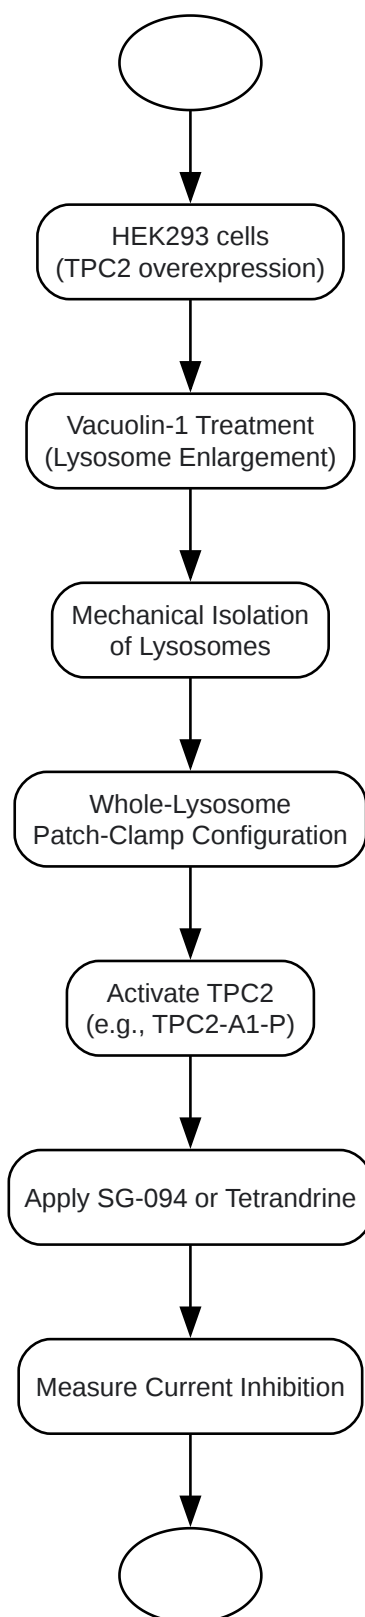 HEK293 cells
(TPC2 overexpression)
Vacuolin-1 Treatment
(Lysosome Enlargement)
Mechanical Isolation
of Lysosomes
Whole-Lysosome
Patch-Clamp Configuration
Activate TPC2
(e.g., TPC2-A1-P)
Apply SG-094 or Tetrandrine
Measure Current Inhibition